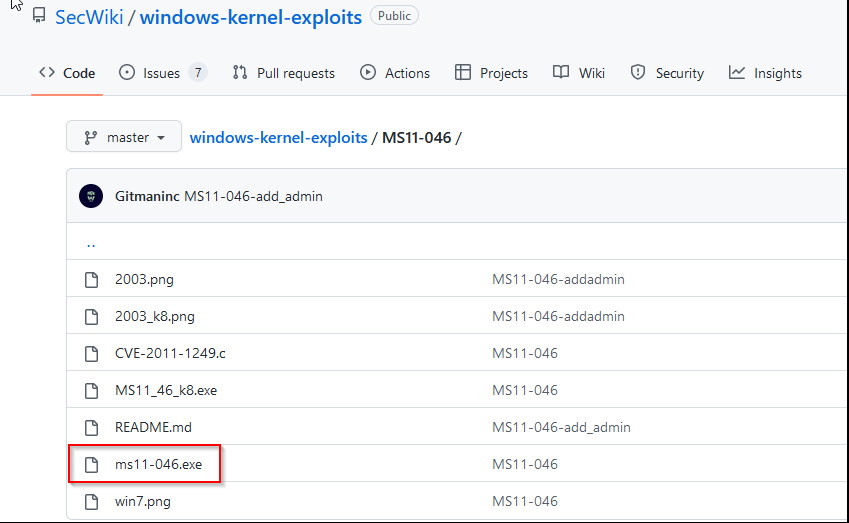 SecWiki / windows-kernel-exploits Public
Code Issues 7 Pull requests Actions Projects Wiki Security Insights
master windows-kernel-exploits / MS11-046 /
Gitmaninc MS11-046-add_admin
..
2003.png MS11-046-addadmin
2003_k8.png MS11-046-addadmin
CVE-2011-1249.c MS11-046
MS11_46_k8.exe MS11-046
README.md MS11-046-add_admin
ms11-046.exe MS11-046
win7.png MS11-046